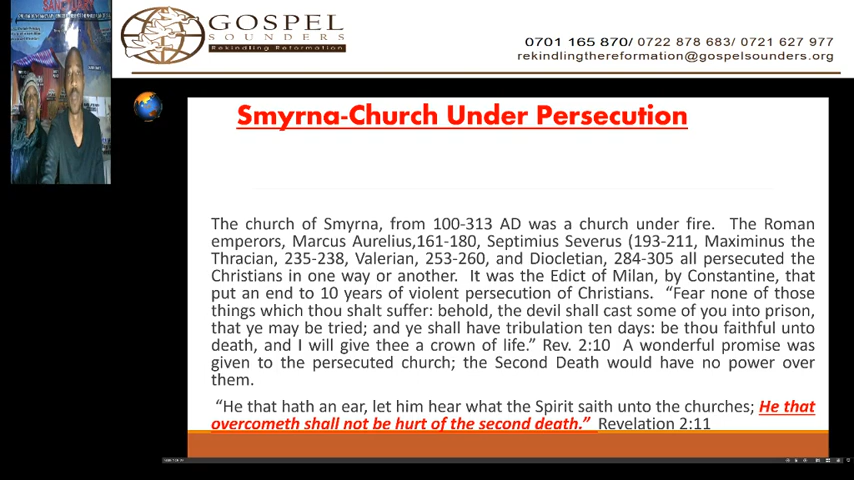 SANCTUARY
GOSPEL
SOUNDERS
Rekindling Reformation
0701 165 870/ 0722 878 683/ 0721 627 977
rekindlingthereformation@gospelsounders.org
Smyrna-Church Under Persecution
The church of Smyrna, from 100-313 AD was a church under fire. The Roman
emperors, Marcus Aurelius,161-180, Septimius Severus (193-211, Maximinus the
Thracian, 235-238, Valerian, 253-260, and Diocletian, 284-305 all persecuted the
Christians in one way or another. It was the Edict of Milan, by Constantine, that
put an end to 10 years of violent persecution of Christians. “Fear none of those
things which thou shalt suffer: behold, the devil shall cast some of you into prison,
that ye may be tried; and ye shall have tribulation ten days: be thou faithful unto
death, and I will give thee a crown of life.” Rev. 2:10 A wonderful promise was
given to the persecuted church; the Second Death would have no power over
them.
“He that hath an ear, let him hear what the Spirit saith unto the churches; He that
overcometh shall not be hurt of the second death.” Revelation 2:11